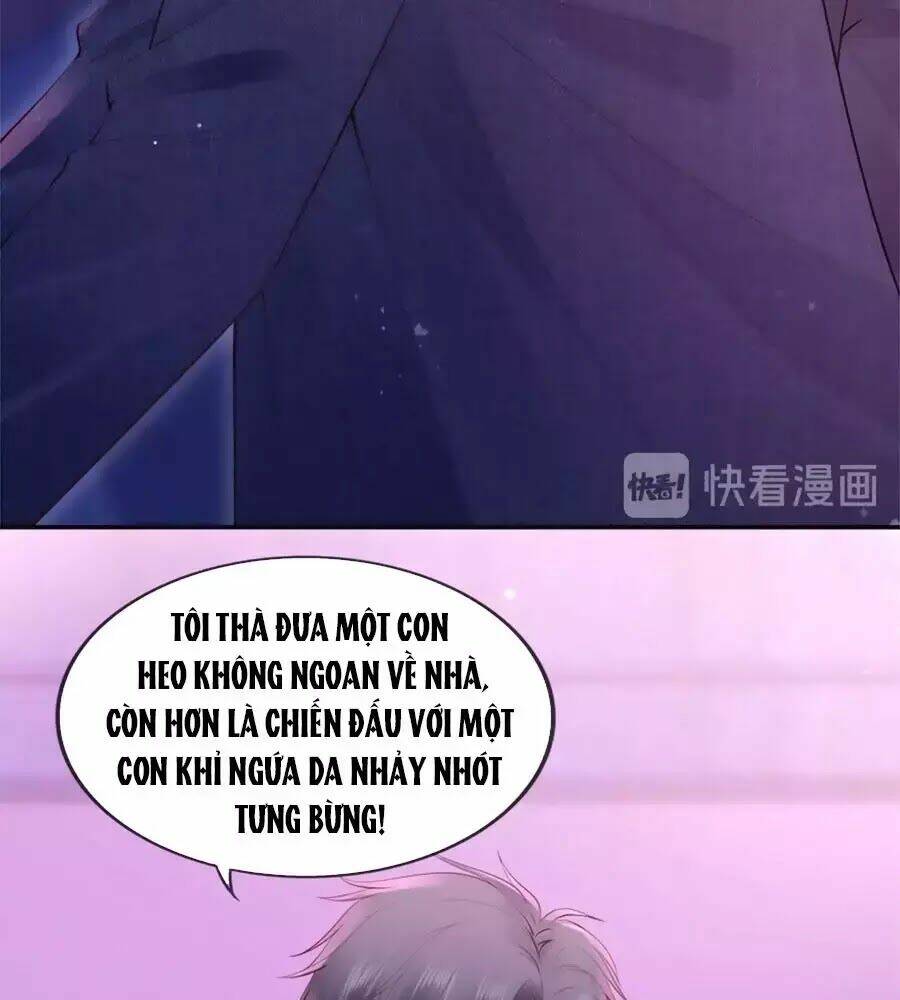 快看! 快看漫画
TÔI THÀ ĐƯA MỘT CON
HEO KHÔNG NGOAN VỀ NHÀ,
CÒN HƠN LÀ CHIẾN ĐẤU VỚI MỘT
CON KHỈ NGỨA DA NHẢY NHÓT
TƯNG BỪNG!